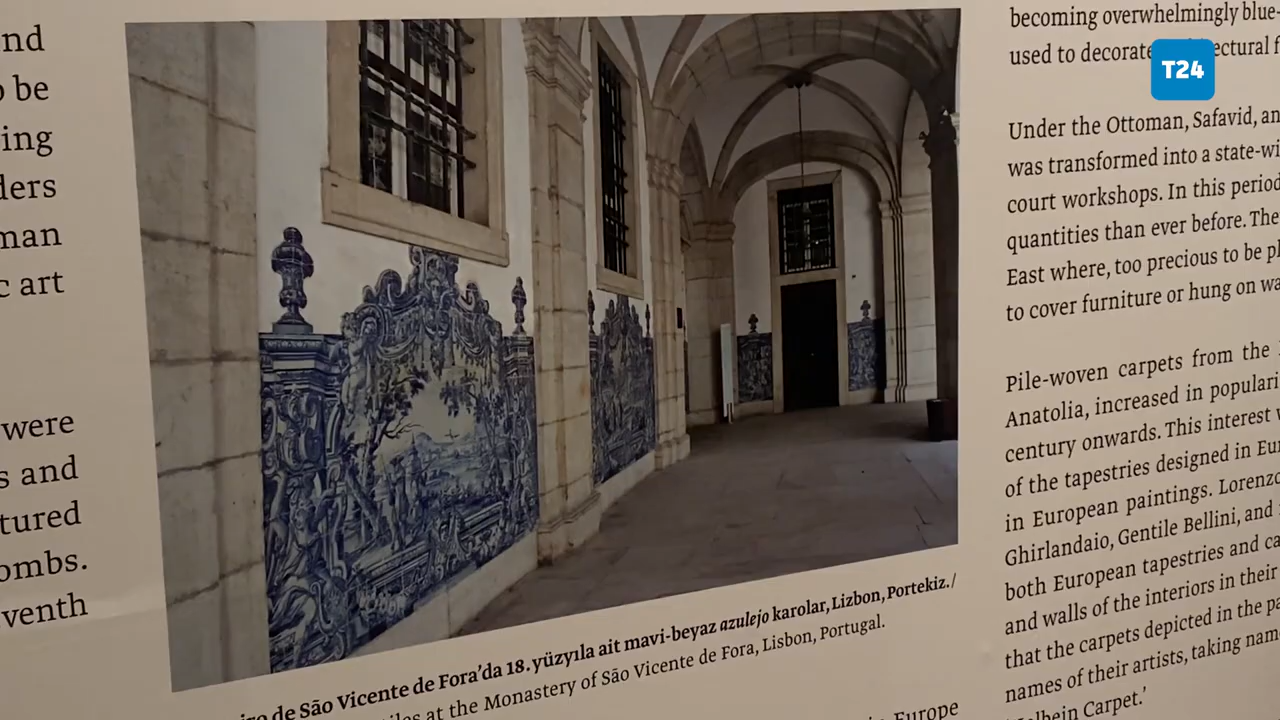 nd
be
ing
ders
man
art
were
s and
tured
ombs.
venth
de São Vicente de Fora’da 18. yüzyıla ait mavi-beyaz azulejo karolar, Lizbon, Portekiz./
at the Monastery of São Vicente de Fora, Lisbon, Portugal.
Europe
becoming overwhelmingly blue-
used to decorate
T24
Under the Ottoman, Safavid, an
was transformed into a state-wi
court workshops. In this period
quantities than ever before. The
East where, too precious to be pl
to cover furniture or hung on wa
Pile-woven carpets from the
Anatolia, increased in populari
century onwards. This interest
of the tapestries designed in Eur
in European paintings. Lorenzo
Ghirlandaio, Gentile Bellini, and
both European tapestries and ca
and walls of the interiors in their
that the carpets depicted in the pa
names of their artists, taking nam
Carpet.’